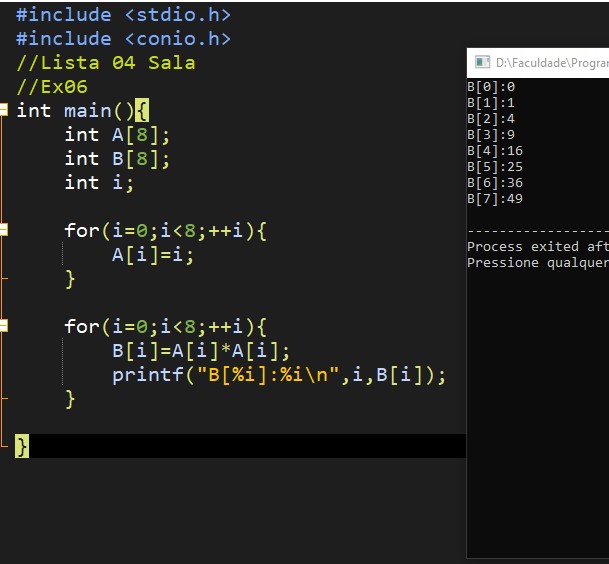 #include <stdio.h>
#include <conio.h>
//Lista 04 Sala
//Ex06
int main(){
    int A[8];
    int B[8];
    int i;

    for(i=0;i<8;++i){
        A[i]=i;
    }

    for(i=0;i<8;++i){
        B[i]=A[i]*A[i];
        printf("B[%i]:%i\n",i,B[i]);
    }

}
D:\Faculdade\Program
B[0]:0
B[1]:1
B[2]:4
B[3]:9
B[4]:16
B[5]:25
B[6]:36
B[7]:49

------------------
Process exited aft
Pressione qualquer